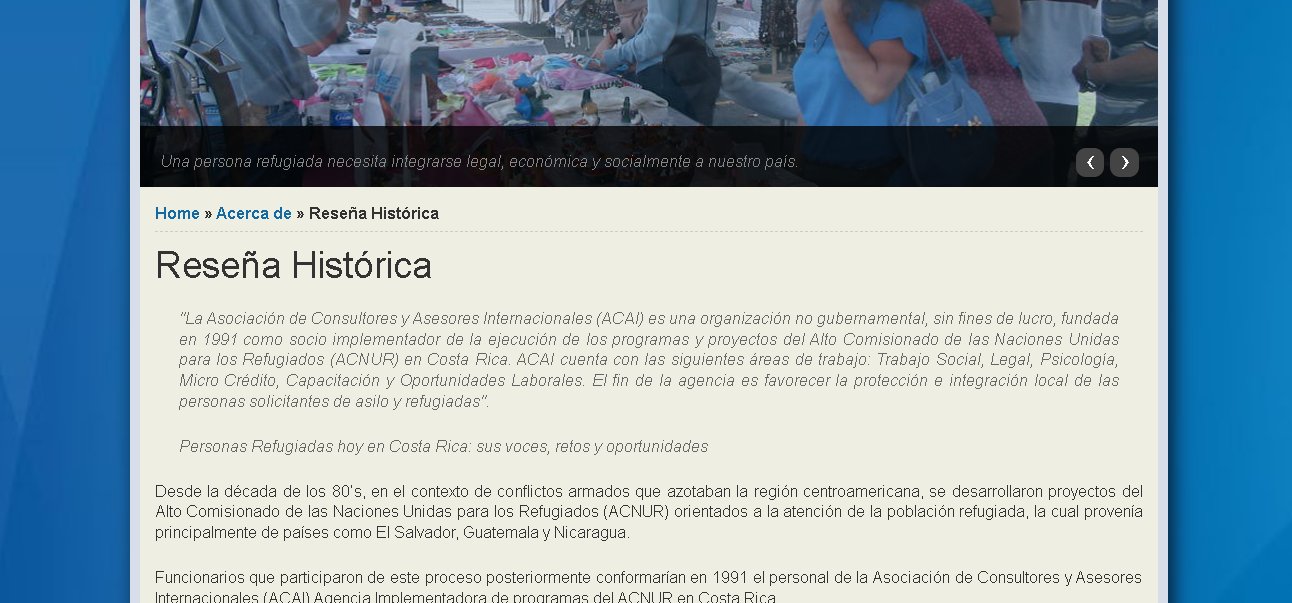 Una persona refugiada necesita integrarse legal, económica y socialmente a nuestro país.
Home » Acerca de » Reseña Histórica
Reseña Histórica
"La Asociación de Consultores y Asesores Internacionales (ACAI) es una organización no gubernamental, sin fines de lucro, fundada
en 1991 como socio implementador de la ejecución de los programas y proyectos del Alto Comisionado de las Naciones Unidas
para los Refugiados (ACNUR) en Costa Rica. ACAI cuenta con las siguientes áreas de trabajo: Trabajo Social, Legal, Psicología,
Micro Crédito, Capacitación y Oportunidades Laborales. El fin de la agencia es favorecer la protección e integración local de las
personas solicitantes de asilo y refugiadas".
Personas Refugiadas hoy en Costa Rica: sus voces, retos y oportunidades
Desde la década de los 80's, en el contexto de conflictos armados que azotaban la región centroamericana, se desarrollaron proyectos del
Alto Comisionado de las Naciones Unidas para los Refugiados (ACNUR) orientados a la atención de la población refugiada, la cual provenía
principalmente de países como El Salvador, Guatemala y Nicaragua.
Funcionarios que participaron de este proceso posteriormente conformarían en 1991 el personal de la Asociación de Consultores y Asesores
Internacionales (ACAI) Agencia Implementadora de programas del ACNUR en Costa Rica